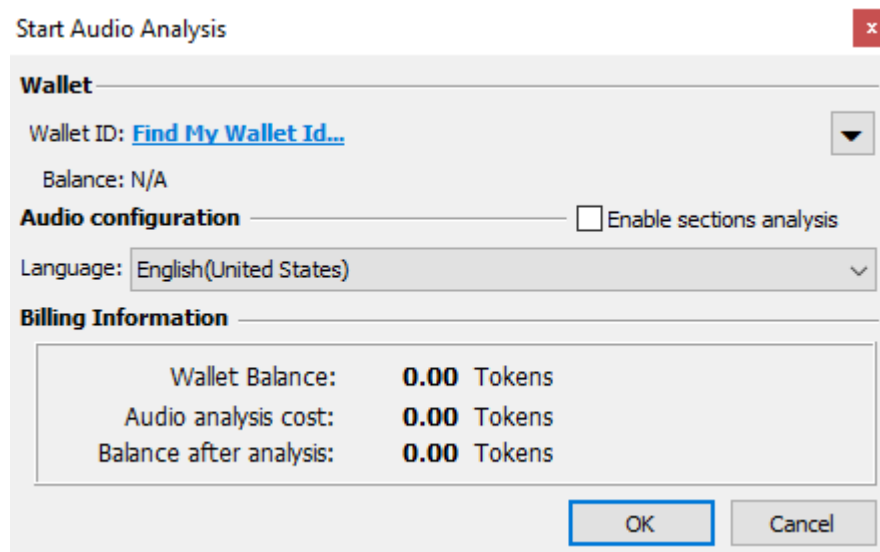 Start Audio Analysis
x
Wallet
Wallet ID: Find My Wallet Id...
Balance: N/A
Audio configuration Enable sections analysis
Language: English(United States)
Billing Information
Wallet Balance: 0.00 Tokens
Audio analysis cost: 0.00 Tokens
Balance after analysis: 0.00 Tokens
OK Cancel